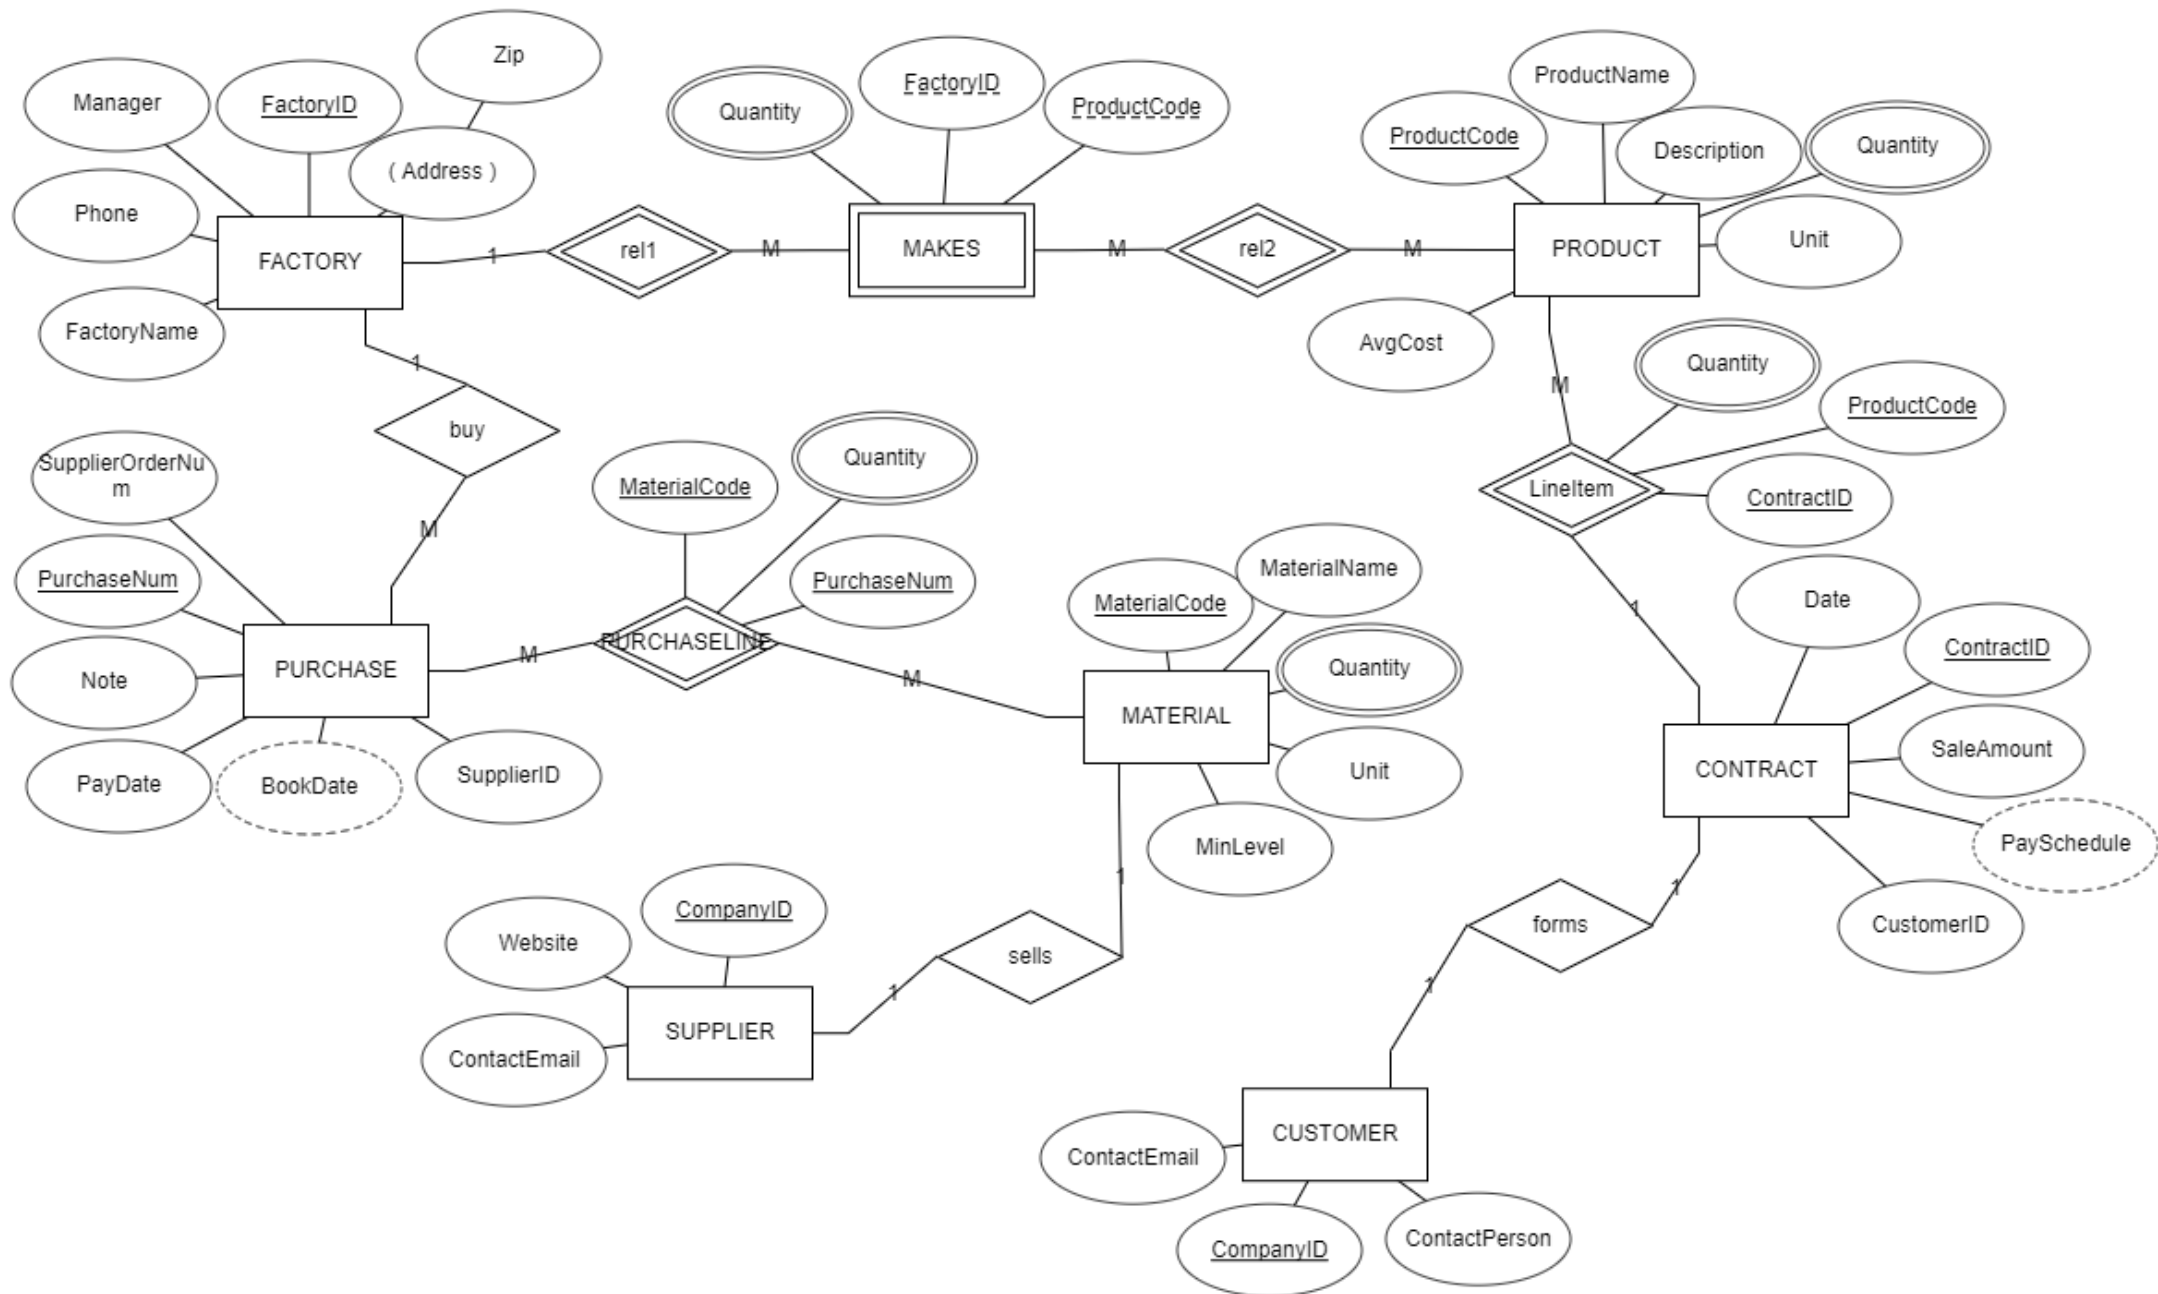 Zip
Manager
FactoryID
( Address )
Phone
FACTORY
FactoryName
1
rel1
M
Quantity
FactoryID
ProductCode
MAKES
M
rel2
M
ProductName
ProductCode
Description
Quantity
Unit
PRODUCT
AvgCost
1
buy
M
M
Quantity
ProductCode
LineItem
ContractID
1
SupplierOrderNu
m
PurchaseNum
Note
PURCHASE
PayDate
BookDate
SupplierID
M
MaterialCode
Quantity
PurchaseNum
PURCHASELINE
M
MaterialName
MaterialCode
Quantity
MATERIAL
Unit
MinLevel
1
sells
1
Date
ContractID
SaleAmount
CONTRACT
PaySchedule
CustomerID
1
forms
1
CompanyID
Website
SUPPLIER
ContactEmail
CUSTOMER
ContactEmail
CompanyID
ContactPerson